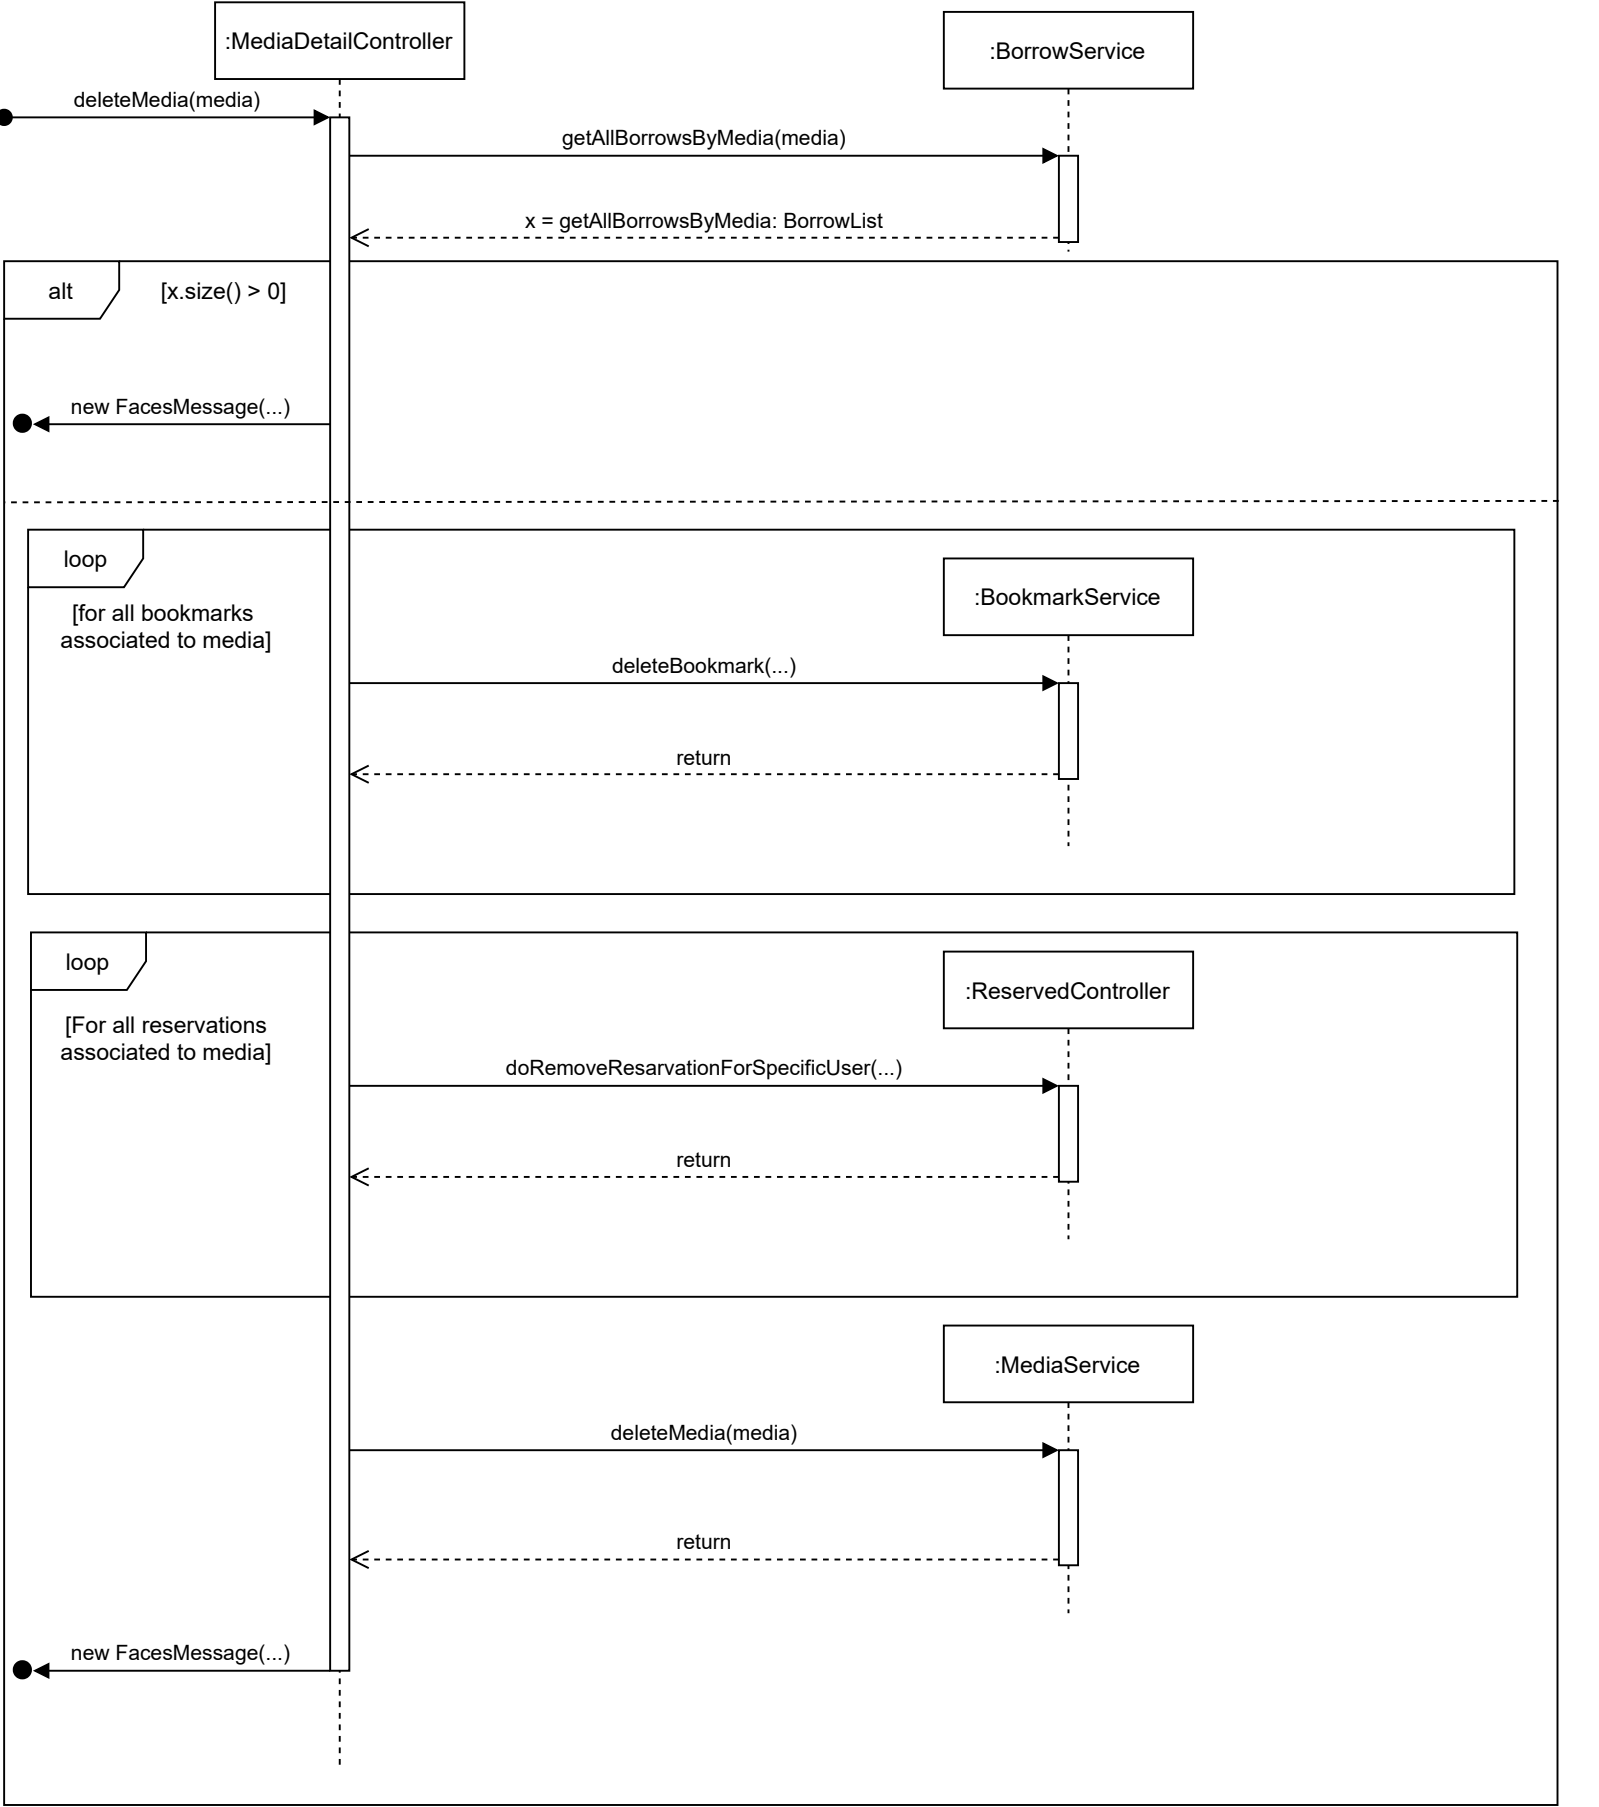 :MediaDetailController
:BorrowService
deleteMedia(media)
getAllBorrowsByMedia(media)
x = getAllBorrowsByMedia: BorrowList
alt
[x.size() > 0]
new FacesMessage(...)
loop
[for all bookmarks
associated to media]
:BookmarkService
deleteBookmark(...)
return
loop
[For all reservations
associated to media]
:ReservedController
doRemoveResarvationForSpecificUser(...)
return
:MediaService
deleteMedia(media)
return
new FacesMessage(...)